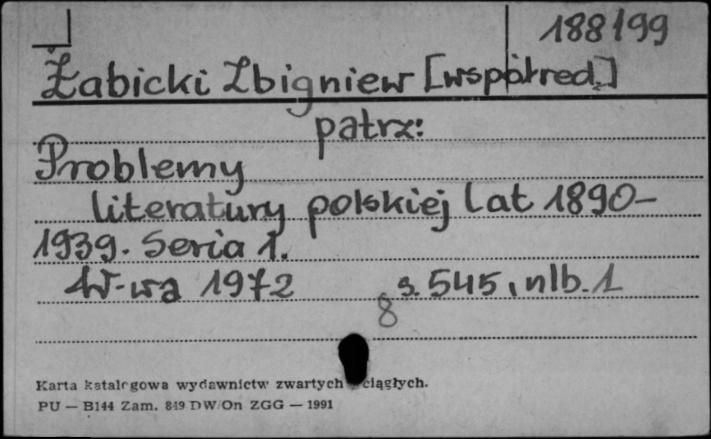 188199
Żabicki Zbigniew [współred.]
patrz:
Problemy
literatury polskiej lat 1890-
1939. Seria 1.
W-wa 1972 s. 545, nlb. 1
8
Karta katalogowa wydawnictw zwartych ciągłych.
PU — B144 Zam. 849 DW/On ZGG — 1991